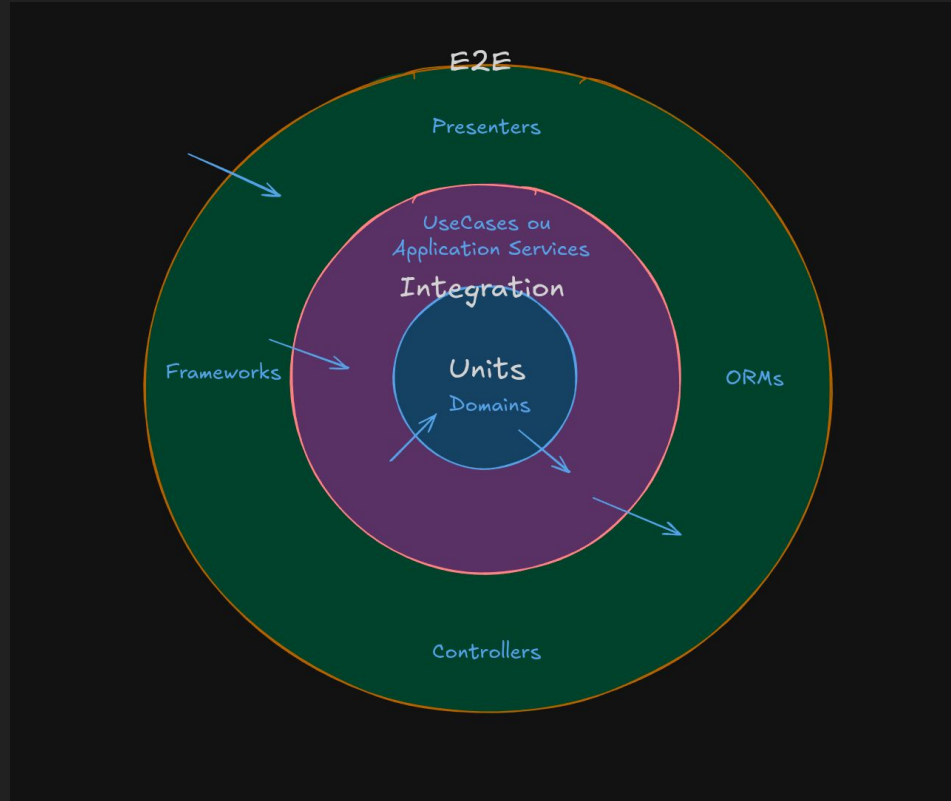 E2E
Presenters
UseCases ou
Application Services
Integration
Units
Frameworks
ORMs
Domains
Controllers